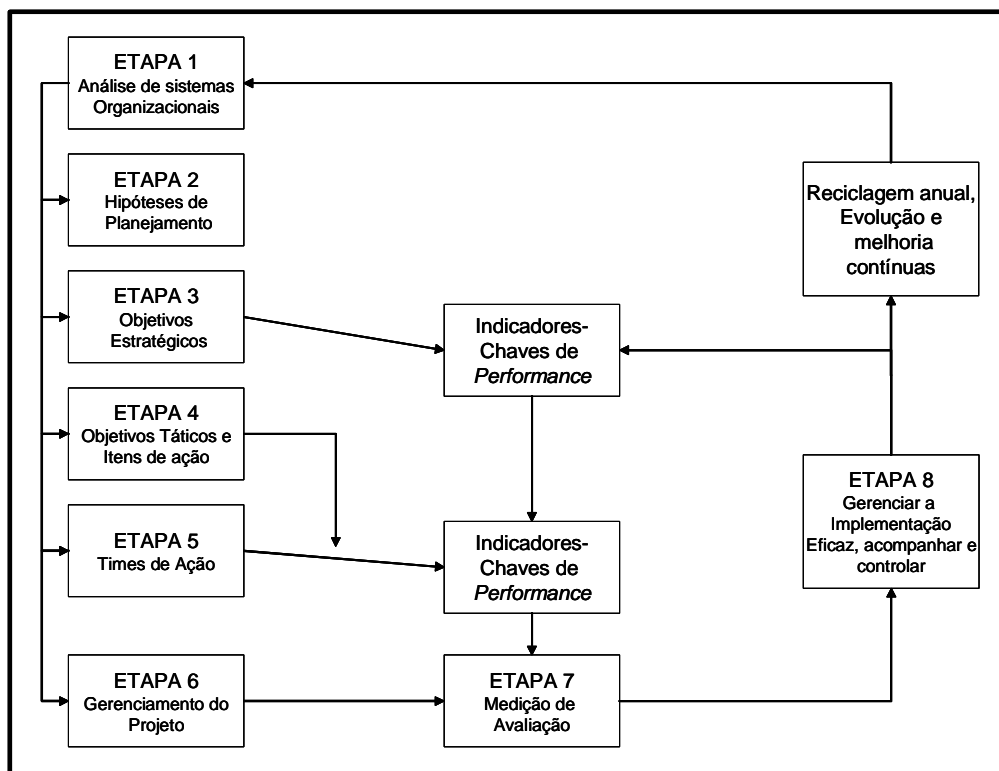 ETAPA 1
Análise de sistemas
Organizacionais
ETAPA 2
Hipóteses de
Planejamento
ETAPA 3
Objetivos
Estratégicos
ETAPA 4
Objetivos Táticos e
Itens de ação
ETAPA 5
Times de Ação
ETAPA 6
Gerenciamento do
Projeto
Indicadores-
Chaves de
Performance
Indicadores-
Chaves de
Performance
ETAPA 7
Medição de
Avaliação
Reciclagem anual,
Evolução e
melhoria
contínuas
ETAPA 8
Gerenciar a
Implementação
Eficaz, acompanhar e
controlar